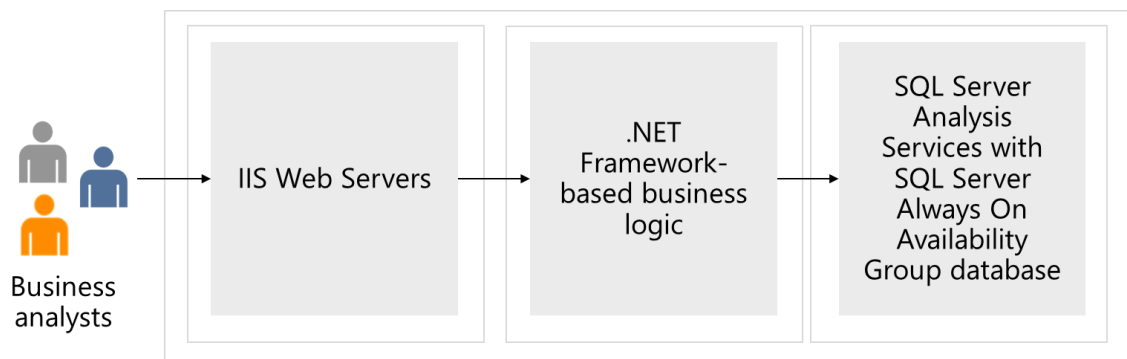 Business
analysts
IIS Web Servers
.NET
Framework-
based business
logic
SQL Server
Analysis
Services with
SQL Server
Always On
Availability
Group database